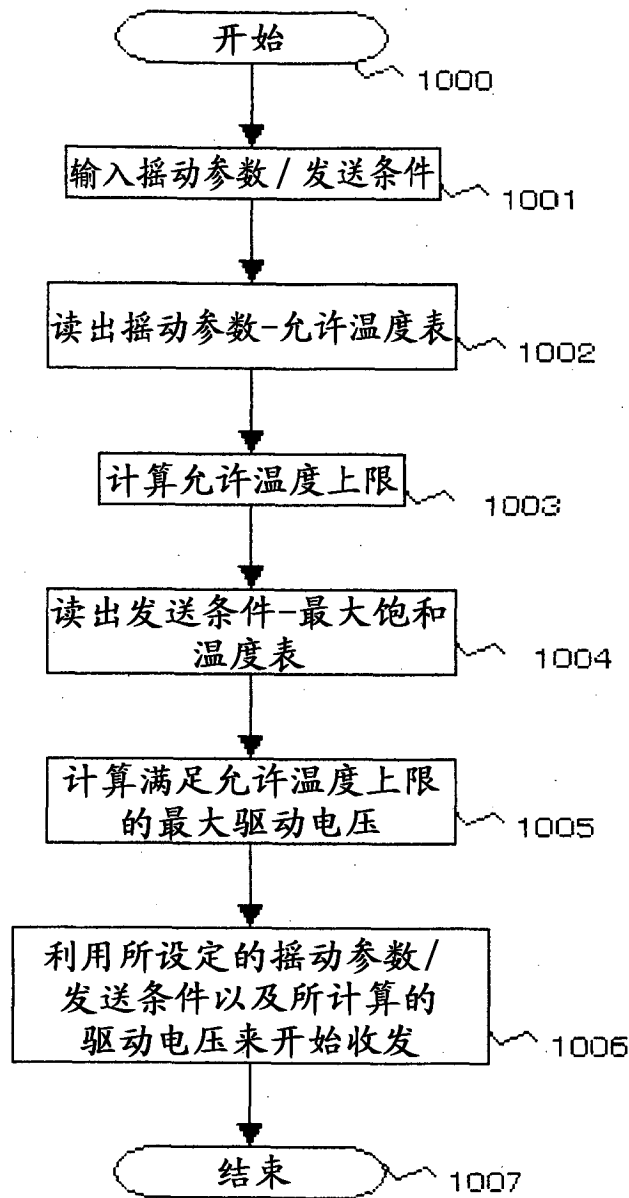 开始
1000
输入摇动参数/发送条件
1001
读出摇动参数-允许温度表
1002
计算允许温度上限
1003
读出发送条件-最大饱和
温度表
1004
计算满足允许温度上限
的最大驱动电压
1005
利用所设定的摇动参数/
发送条件以及所计算的
驱动电压来开始收发
1006
结束
1007